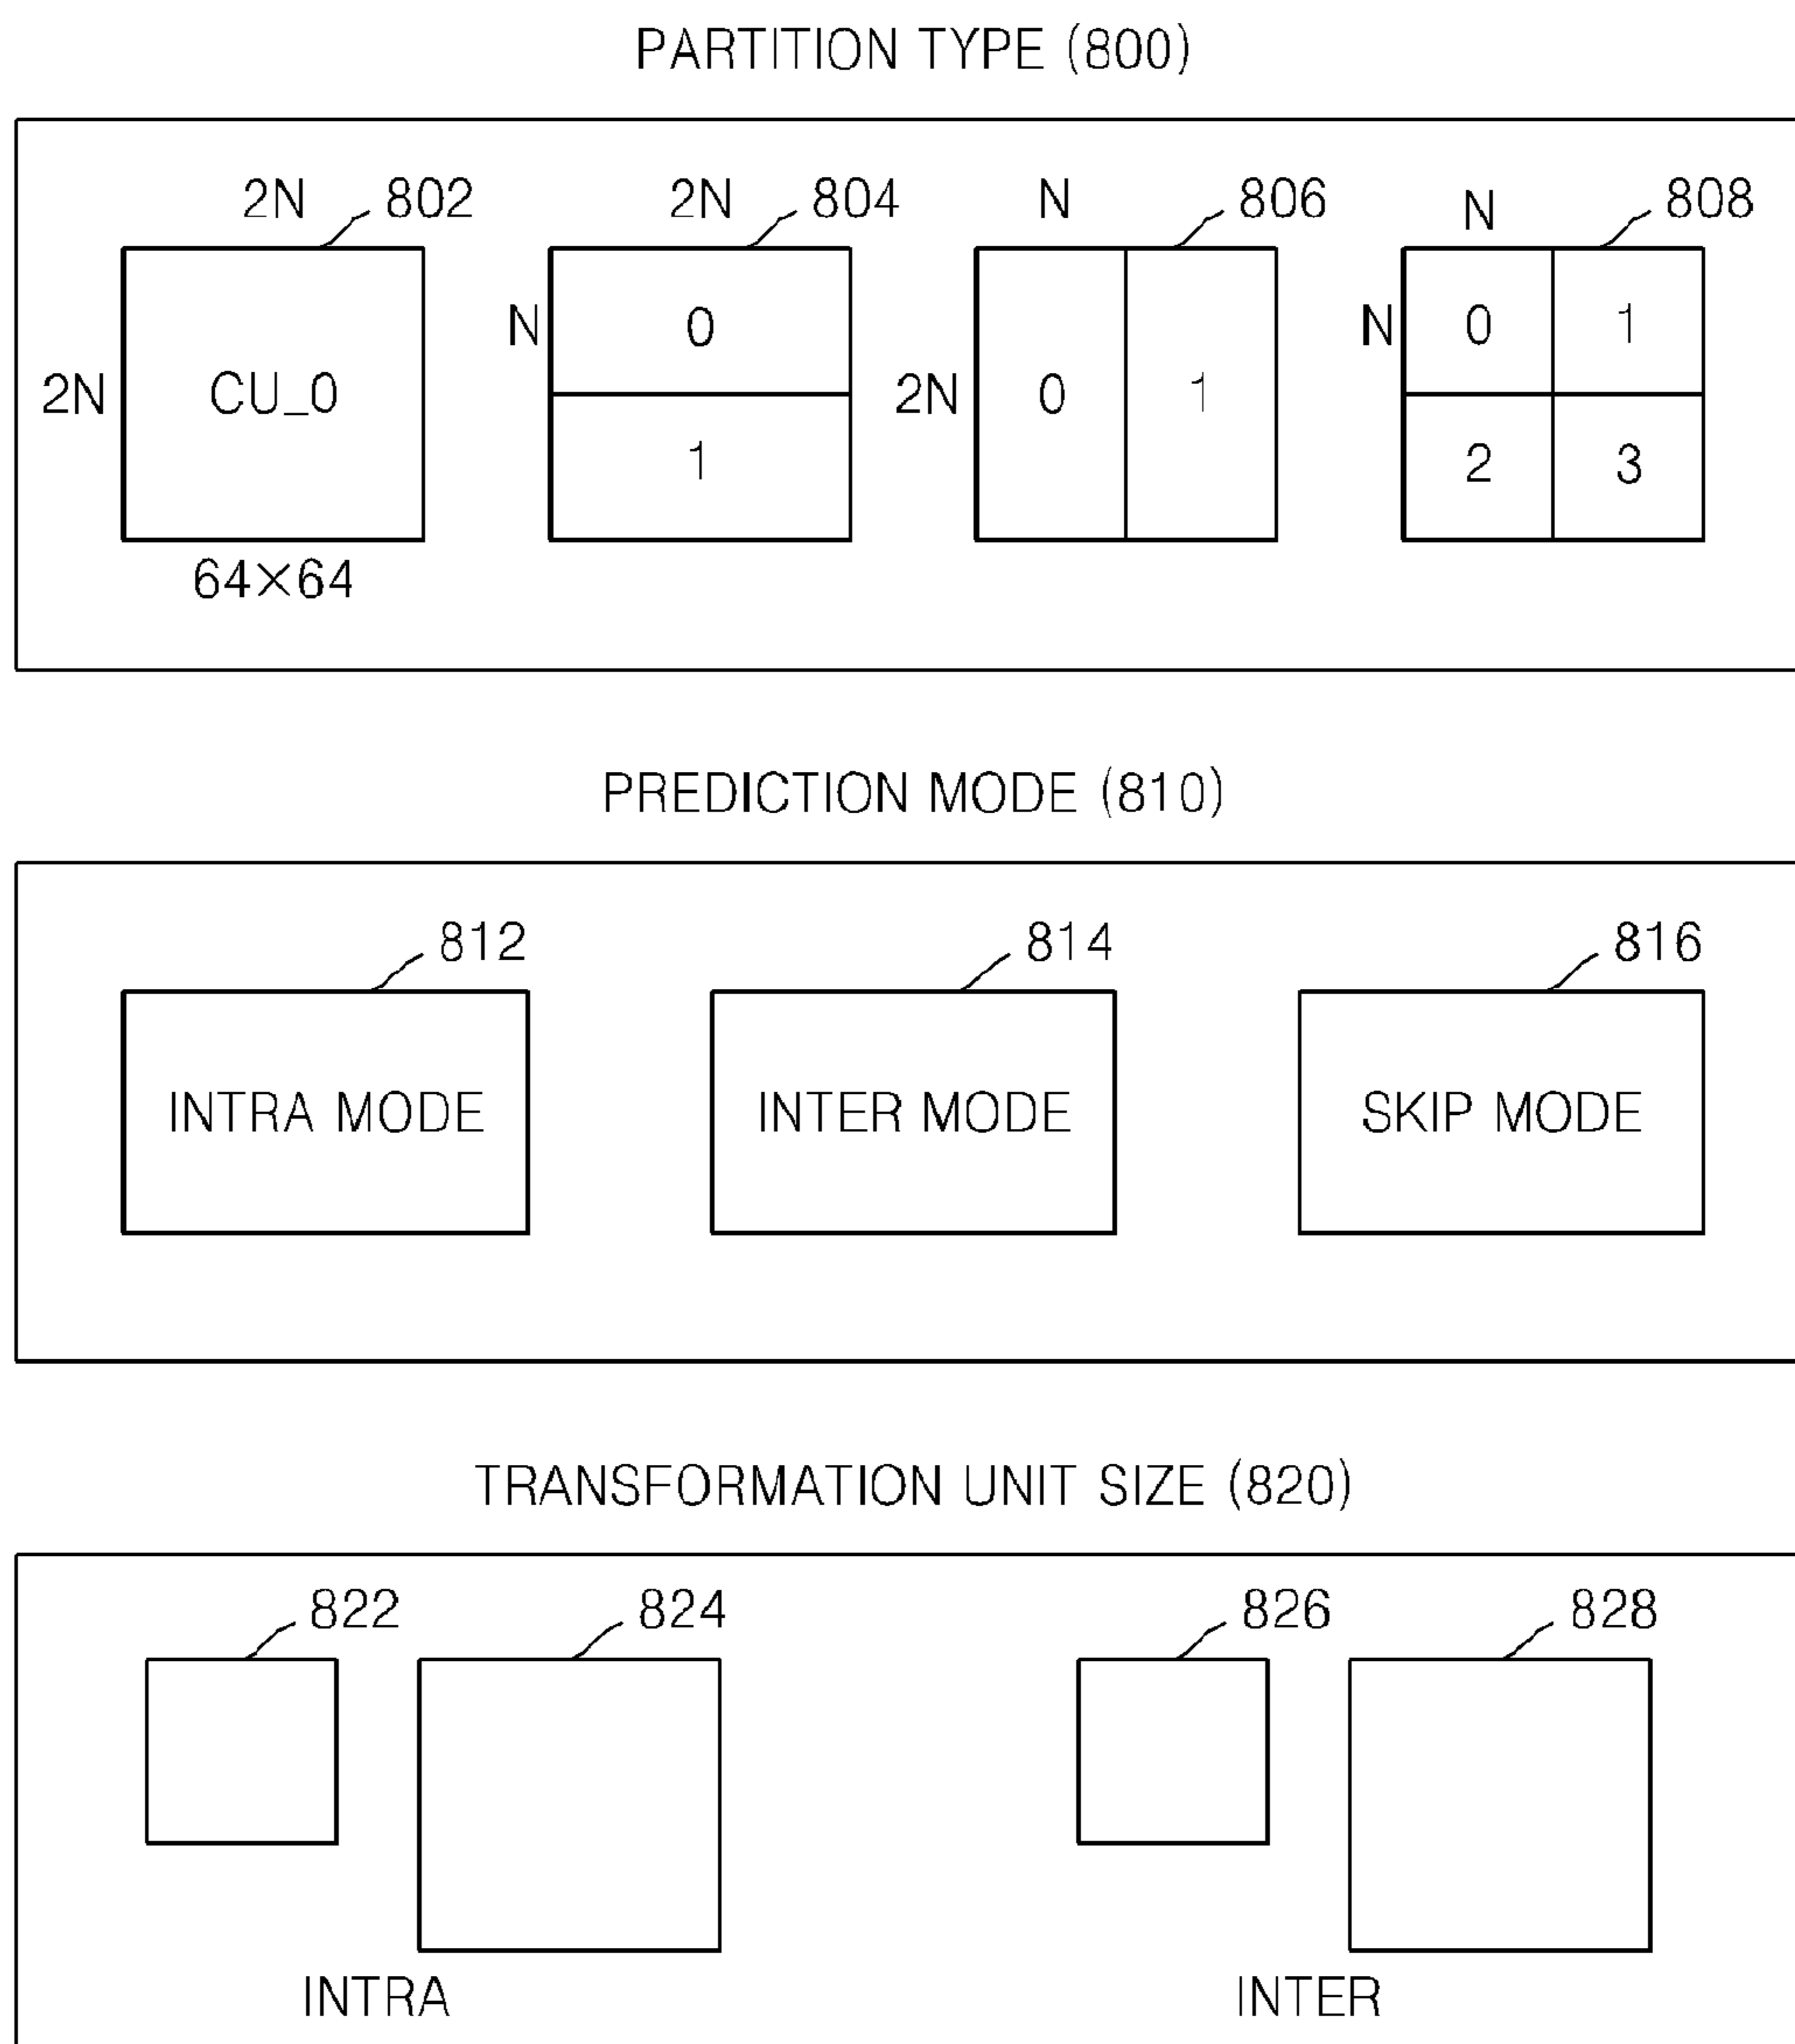 PARTITION TYPE (800)
2N 802 2N 804 N 806 N 808
2N CU_0 N 0 1 2N 0 1 N 0 1 2 3
64×64
PREDICTION MODE (810)
812 814 816
INTRA MODE INTER MODE SKIP MODE
TRANSFORMATION UNIT SIZE (820)
822 824 826 828
INTRA INTER